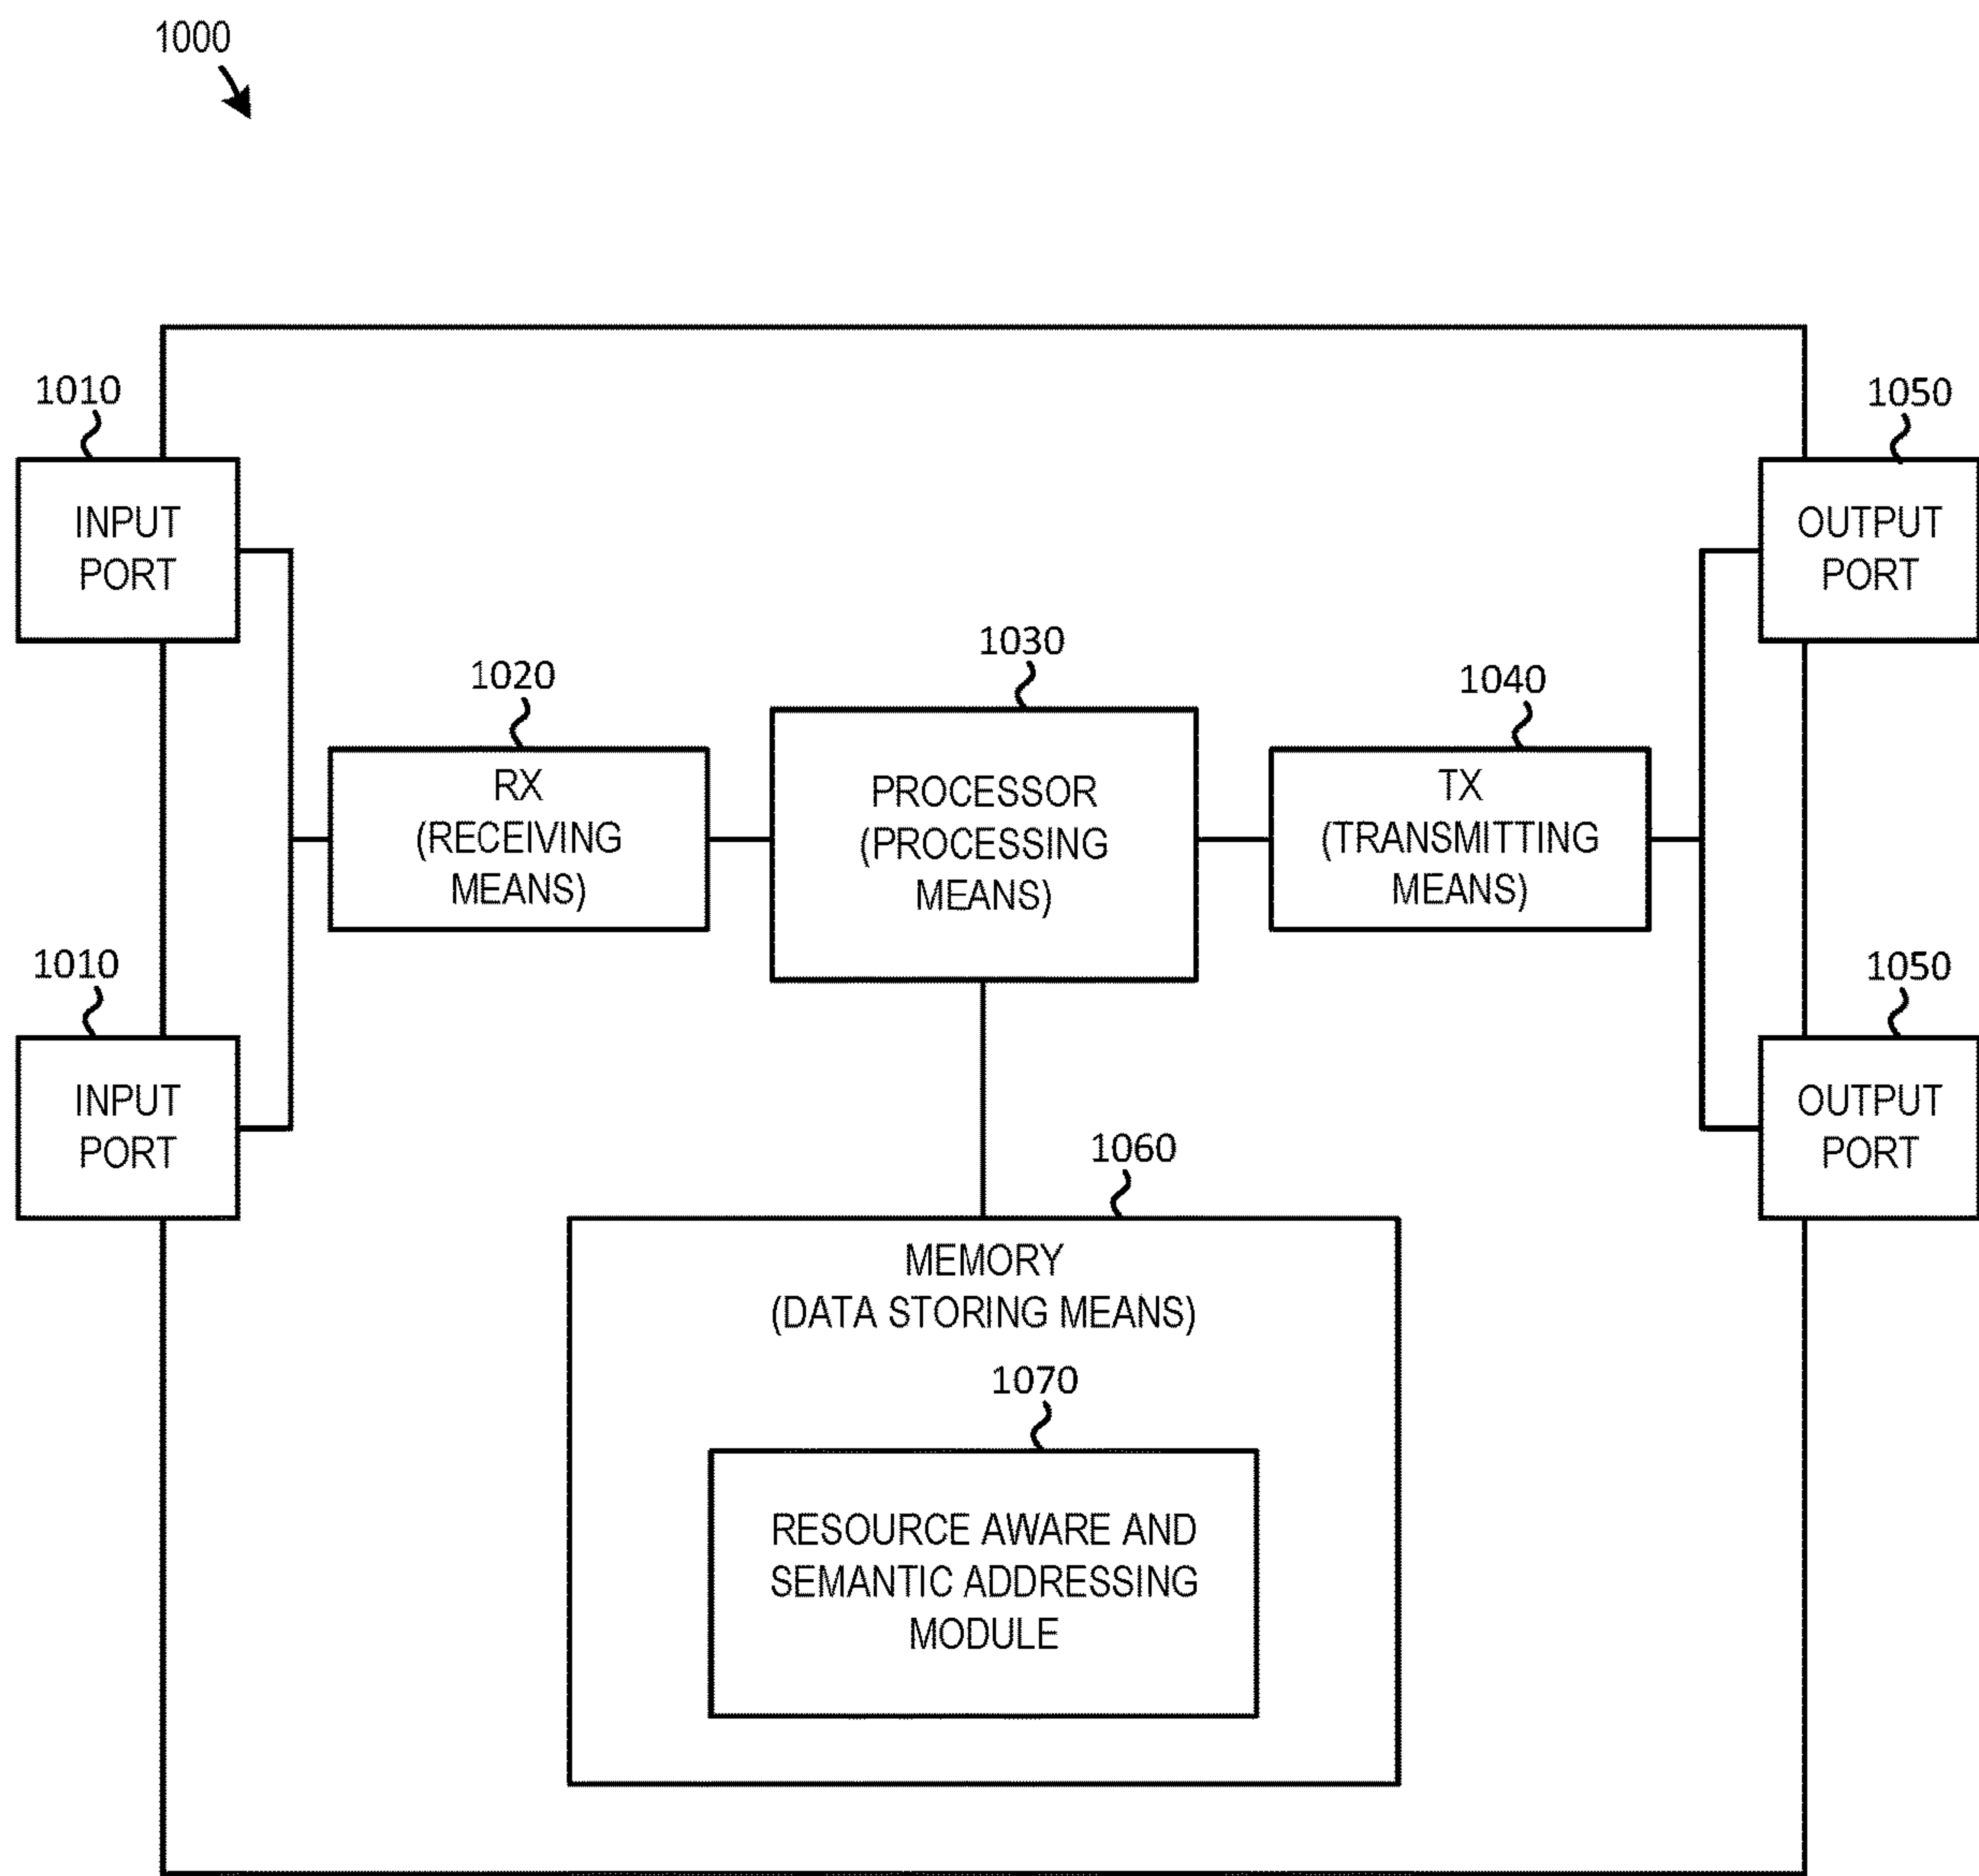 1000
1010
1050
INPUT
PORT
OUTPUT
PORT
1020
1030
1040
RX
(RECEIVING
MEANS)
PROCESSOR
(PROCESSING
MEANS)
TX
(TRANSMITTING
MEANS)
1010
1050
INPUT
PORT
OUTPUT
PORT
1060
MEMORY
(DATA STORING MEANS)
1070
RESOURCE AWARE AND
SEMANTIC ADDRESSING
MODULE